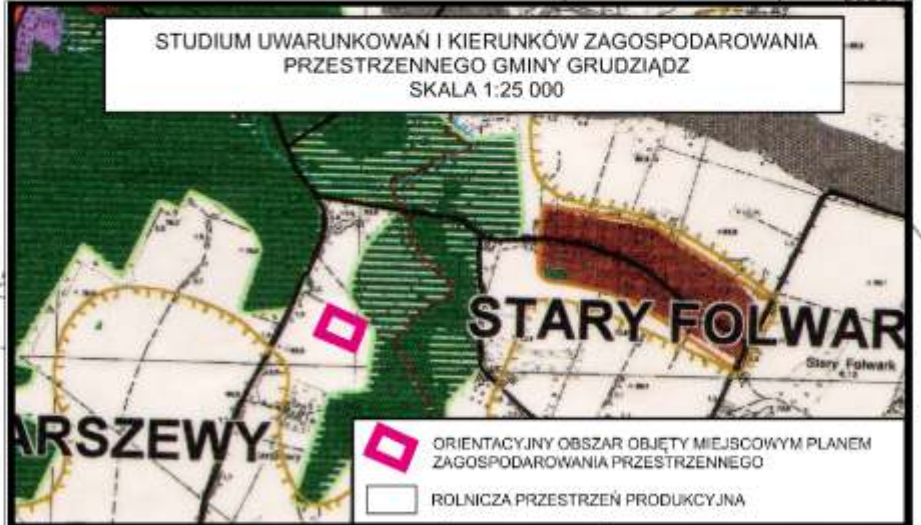 STUDIUM UWARUNKOWAŃ I KIERUNKÓW ZAGOSPODAROWANIA
PRZESTRZENNEGO GMINY GRUDZIĄDZ
SKALA 1:25 000
STARY FOLWAR
Stary Folwark
ARSZEWY
ORIENTACYJNY OBSZAR OBJĘTY MIEJSCOWYM PLANEM
ZAGOSPODAROWANIA PRZESTRZENNEGO
ROLNICZA PRZESTRZEŃ PRODUKCYJNA